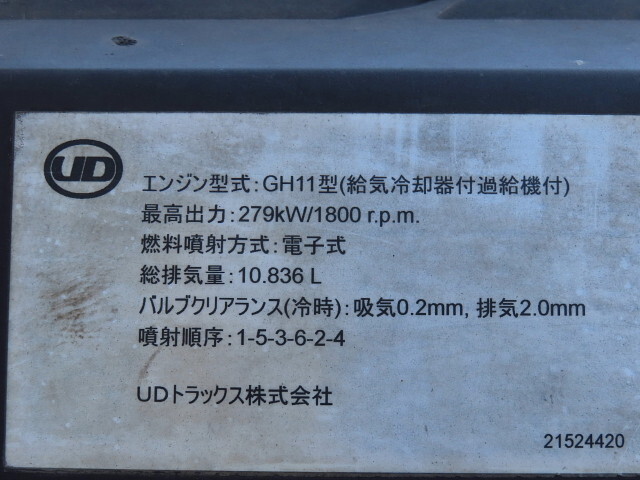 UD
エンジン型式:GH11型(給気冷却器付過給機付)
最高出力:279kW/1800 r.p.m.
燃料噴射方式:電子式
総排気量:10.836 L
バルブクリアランス(冷時):吸気0.2mm, 排気2.0mm
噴射順序:1-5-3-6-2-4
UDトラックス株式会社
21524420